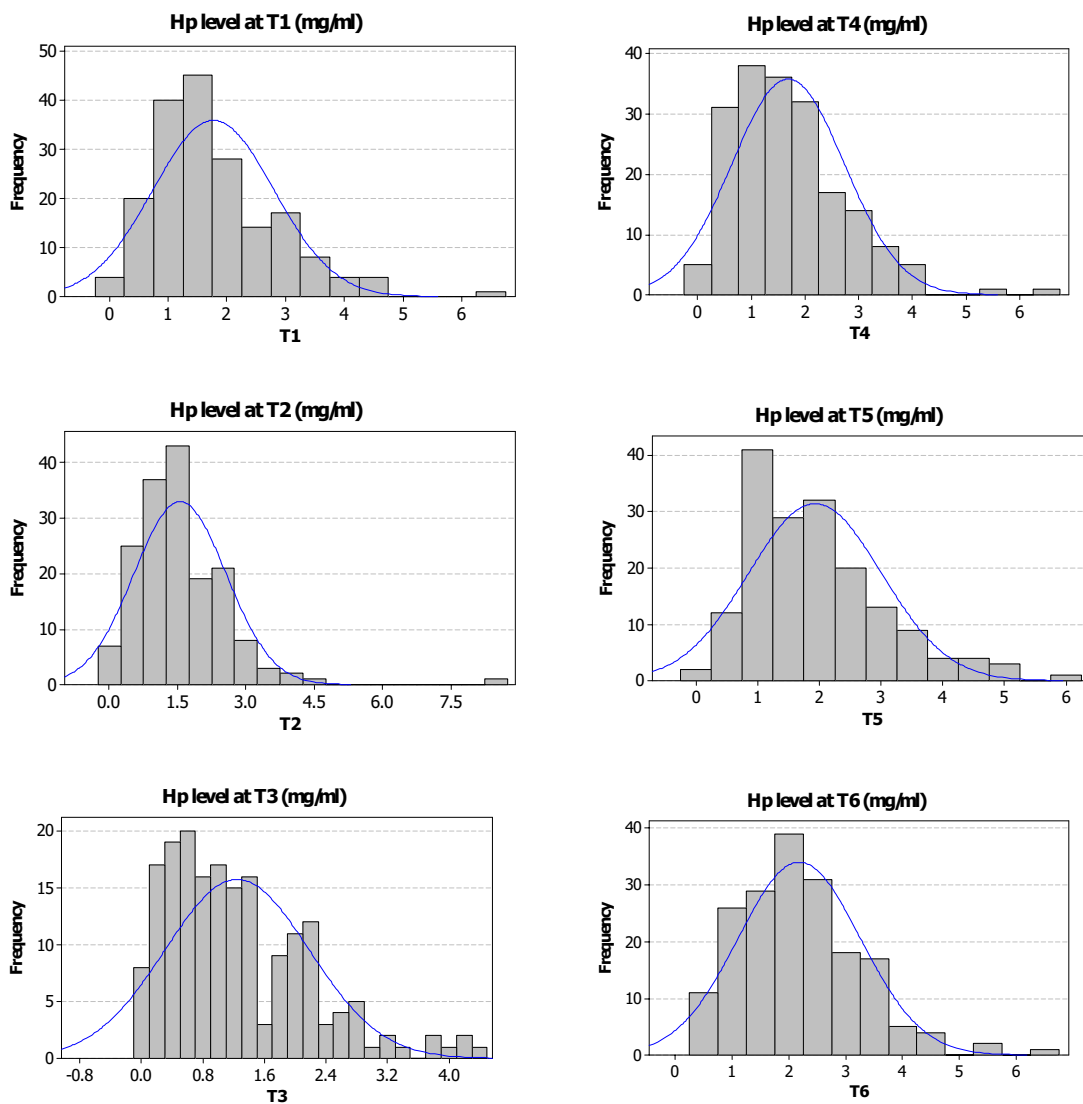 Hp level at T1 (mg/ml)
50
40
30
20
10
0
Frequency
0 1 2 3 4 5 6
T1
Hp level at T4 (mg/ml)
40
30
20
10
0
Frequency
0 1 2 3 4 5 6
T4
Hp level at T2 (mg/ml)
40
30
20
10
0
Frequency
0.0 1.5 3.0 4.5 6.0 7.5
T2
Hp level at T5 (mg/ml)
40
30
20
10
0
Frequency
0 1 2 3 4 5 6
T5
Hp level at T3 (mg/ml)
20
15
10
5
0
Frequency
-0.8 0.0 0.8 1.6 2.4 3.2 4.0
T3
Hp level at T6 (mg/ml)
40
30
20
10
0
Frequency
0 1 2 3 4 5 6
T6